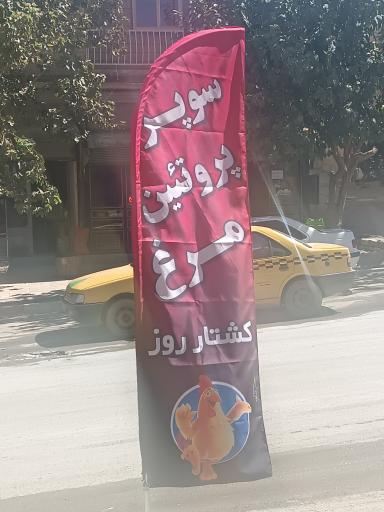 سوپر
پروتئین
مرغ
کشتار روز